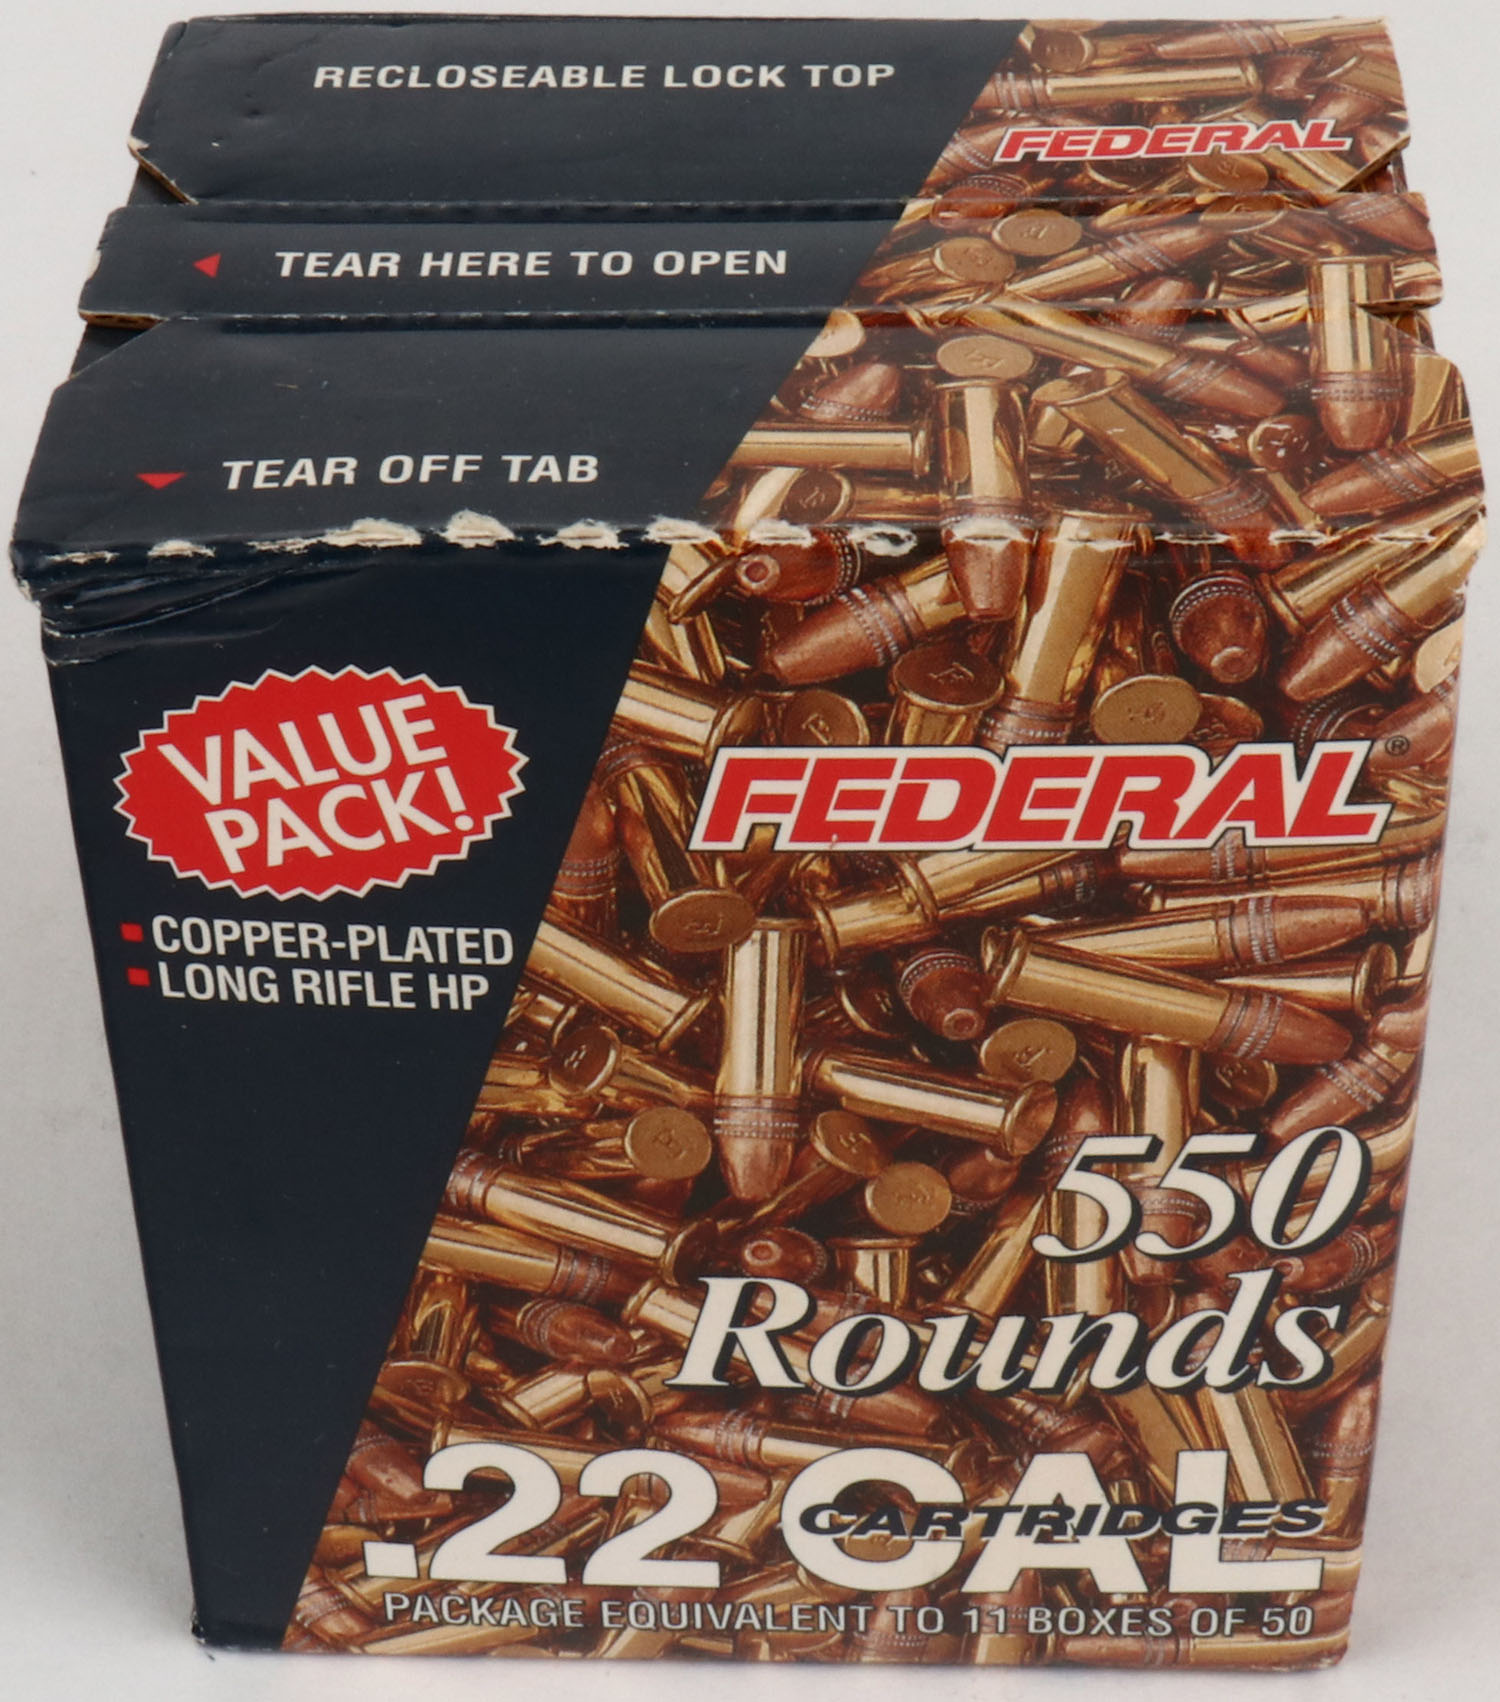 RECLOSEABLE LOCK TOP
FEDERAL
TEAR HERE TO OPEN
TEAR OFF TAB
VALUE
PACK!
COPPER-PLATED
LONG RIFLE HP
FEDERAL®
550
Rounds
.22 CAL
CARTRIDGES
PACKAGE EQUIVALENT TO 11 BOXES OF 50